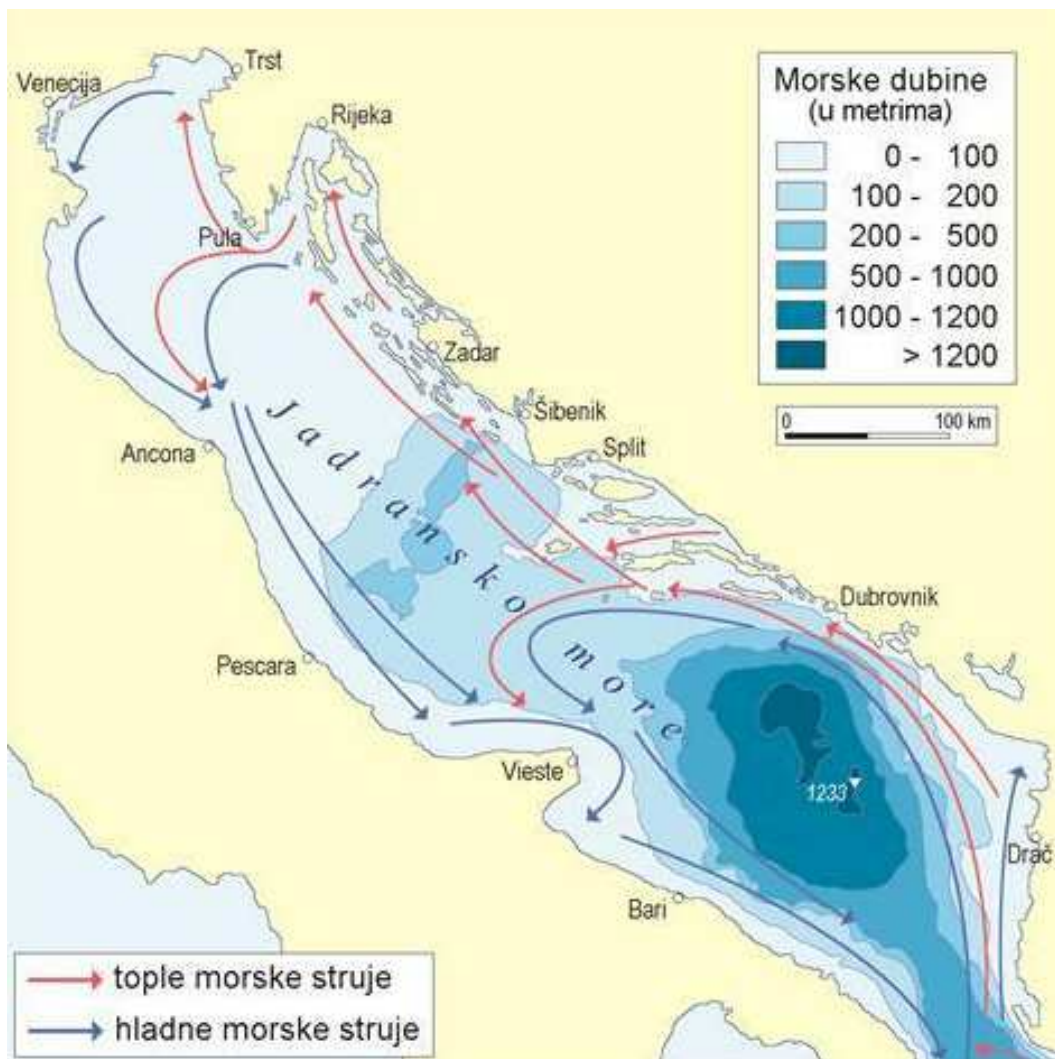 Trst
Venecija
Rijeka
Pula
Zadar
Šibenik
Split
Ancona
Jadransko more
Dubrovnik
Pescara
Vieste
1233
Drač
Bari
Morske dubine
(u metrima)
0 - 100
100 - 200
200 - 500
500 - 1000
1000 - 1200
> 1200
0 100 km
tople morske struje
hladne morske struje